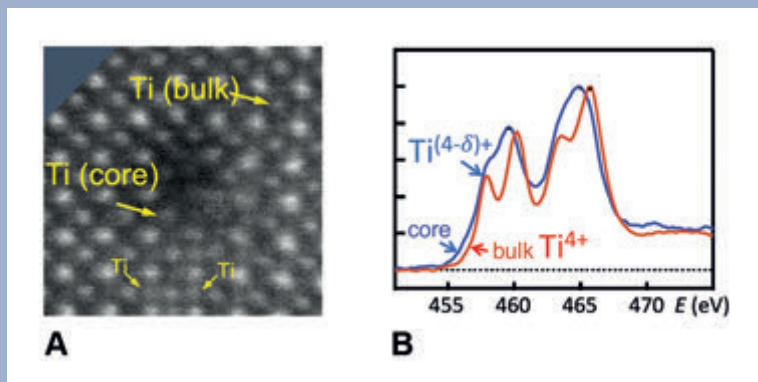 Ti (bulk)
Ti (core)
Ti
Ti
A
Ti(4-δ)+
core
bulk Ti4+
455 460 465 470 E (eV)
B